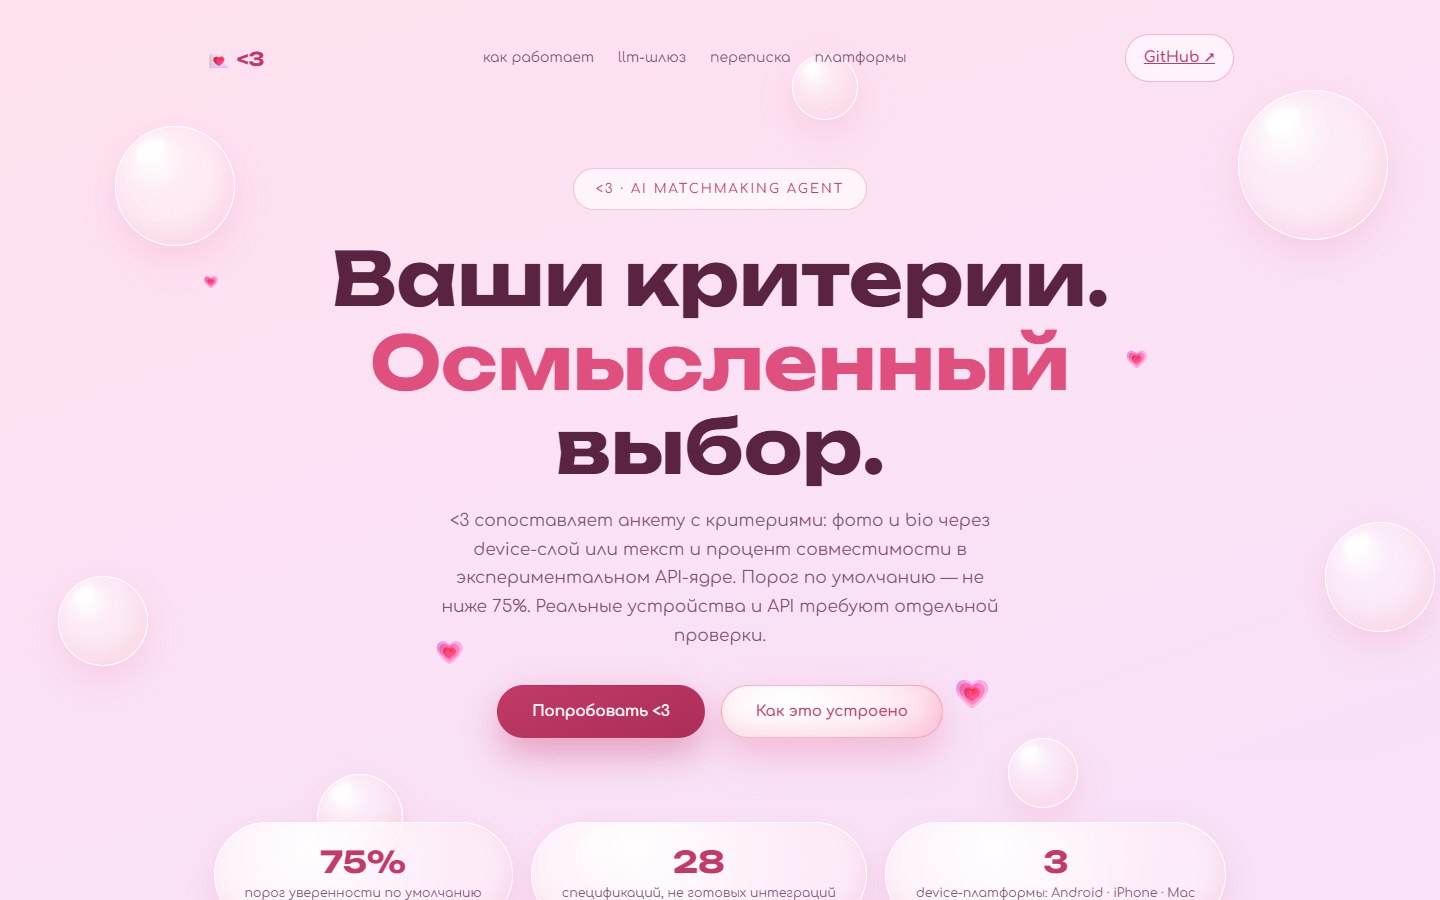 <3
как работает
llm-шлюз
переписка
платформы
GitHub ↗
<3 · AI MATCHMAKING AGENT
Ваши критерии.
Осмысленный
выбор.
<3 сопоставляет анкету с критериями: фото и bio через
device-слой или текст и процент совместимости в
экспериментальном API-ядре. Порог по умолчанию — не
ниже 75%. Реальные устройства и API требуют отдельной
проверки.
Попробовать <3
Как это устроено
75%
порог уверенности по умолчанию
28
спецификаций, не готовых интеграций
3
device-платформы: Android · iPhone · Mac